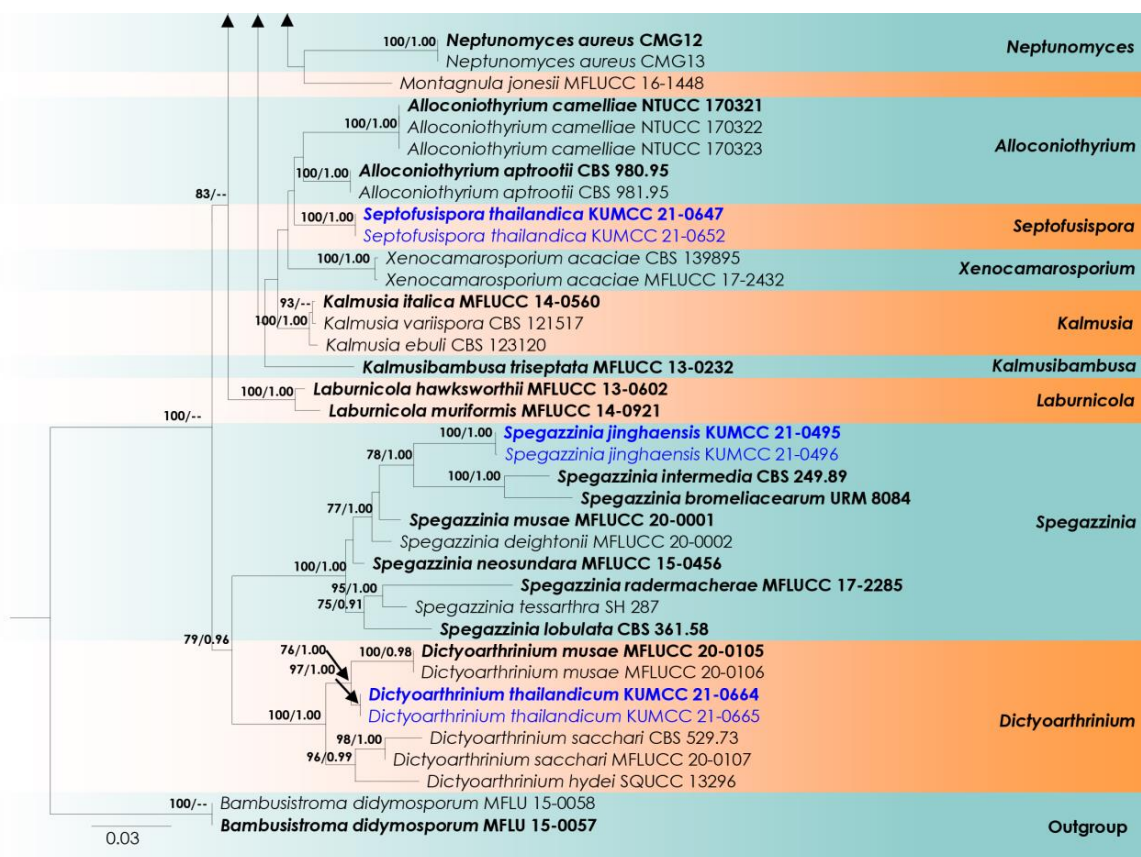 100/1.00 Neptunomyces aureus CMG12
Neptunomyces aureus CMG13
Neptunomyces
Montagnula jonesii MFLUCC 16-1448
Alloconiothyrium camelliae NTUCC 170321
100/1.00 Alloconiothyrium camelliae NTUCC 170322
Alloconiothyrium camelliae NTUCC 170323
Alloconiothyrium
100/1.00 Alloconiothyrium aptrootii CBS 980.95
Alloconiothyrium aptrootii CBS 981.95
83/--
100/1.00 Septofusispora thailandica KUMCC 21-0647
Septofusispora thailandica KUMCC 21-0652
Septofusispora
100/1.00 Xenocamarosporium acaciae CBS 139895
Xenocamarosporium acaciae MFLUCC 17-2432
Xenocamarosporium
93/-- Kalmusia italica MFLUCC 14-0560
100/1.00 Kalmusia variispora CBS 121517
Kalmusia ebuli CBS 123120
Kalmusia
Kalmusibambusa triseptata MFLUCC 13-0232
Kalmusibambusa
100/1.00 Laburnicola hawksworthii MFLUCC 13-0602
Laburnicola muriformis MFLUCC 14-0921
Laburnicola
100/--
100/1.00 Spegazzinia jinghaensis KUMCC 21-0495
Spegazzinia jinghaensis KUMCC 21-0496
78/1.00
100/1.00 Spegazzinia intermedia CBS 249.89
Spegazzinia bromeliacearum URM 8084
77/1.00
Spegazzinia musae MFLUCC 20-0001
Spegazzinia
Spegazzinia deightonii MFLUCC 20-0002
100/1.00 Spegazzinia neosundara MFLUCC 15-0456
95/1.00 Spegazzinia radermacherae MFLUCC 17-2285
75/0.91 Spegazzinia tessarthra SH 287
Spegazzinia lobulata CBS 361.58
79/0.96
76/1.00 100/0.98 Dictyoarthrinium musae MFLUCC 20-0105
97/1.00 Dictyoarthrinium musae MFLUCC 20-0106
Dictyoarthrinium thailandicum KUMCC 21-0664
100/1.00 Dictyoarthrinium thailandicum KUMCC 21-0665
Dictyoarthrinium
98/1.00 Dictyoarthrinium sacchari CBS 529.73
96/0.99 Dictyoarthrinium sacchari MFLUCC 20-0107
Dictyoarthrinium hydei SQUCC 13296
100/-- Bambusistroma didymosporum MFLU 15-0058
Bambusistroma didymosporum MFLU 15-0057
Outgroup
0.03